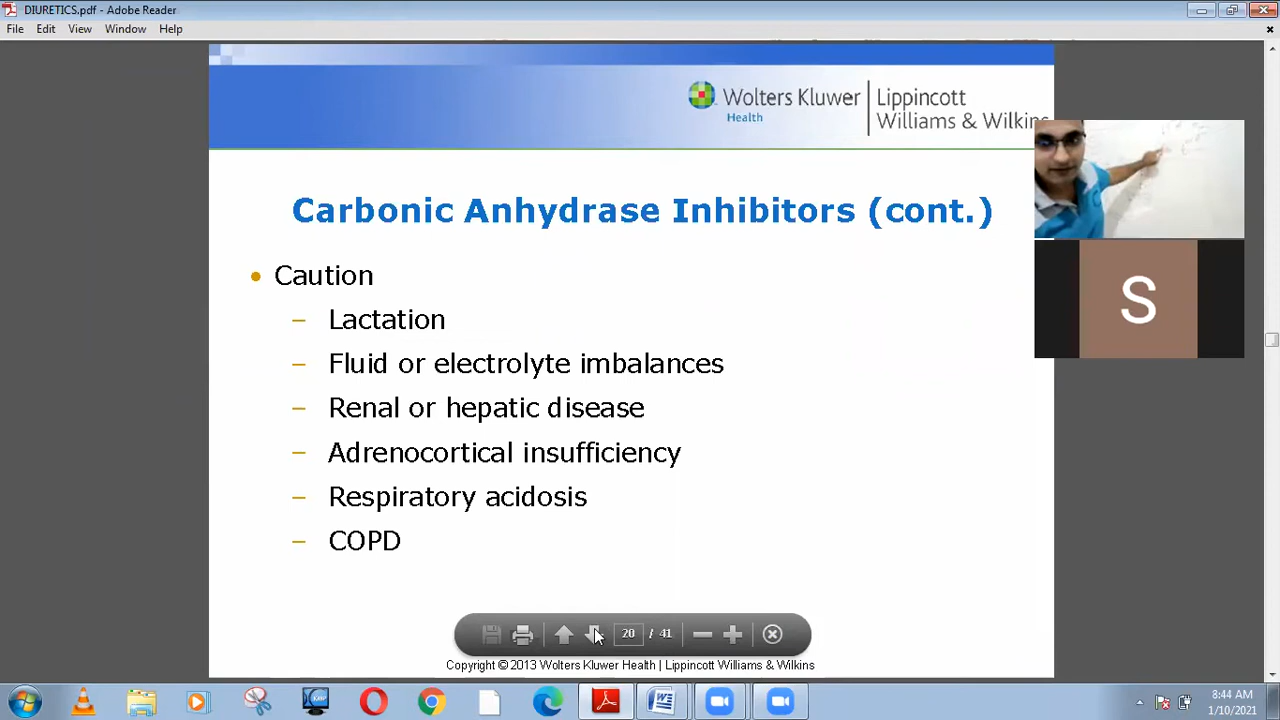 DIURETICS.pdf - Adobe Reader
File Edit View Window Help
Wolters Kluwer
Health
Lippincott
Williams & Wilkins
Carbonic Anhydrase Inhibitors (cont.)
• Caution
– Lactation
– Fluid or electrolyte imbalances
– Renal or hepatic disease
– Adrenocortical insufficiency
– Respiratory acidosis
– COPD
S
20 / 41
Copyright © 2013 Wolters Kluwer Health | Lippincott Williams & Wilkins
8:44 AM
1/10/2021